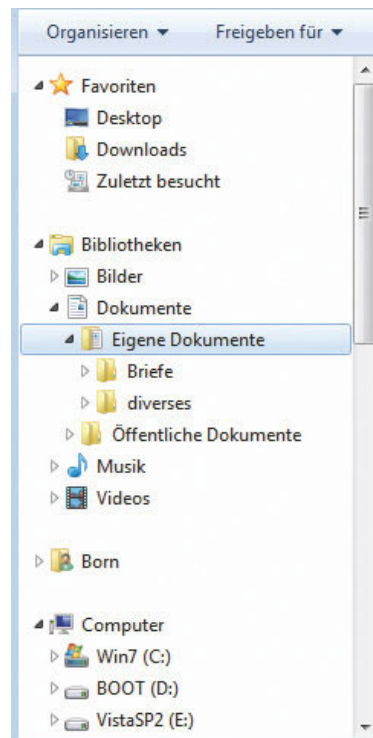 Organisieren Freigeben für
Favoriten
Desktop
Downloads
Zuletzt besucht
Bibliotheken
Bilder
Dokumente
Eigene Dokumente
Briefe
diverses
Öffentliche Dokumente
Musik
Videos
Born
Computer
Win7 (C:)
BOOT (D:)
VistaSP2 (E:)